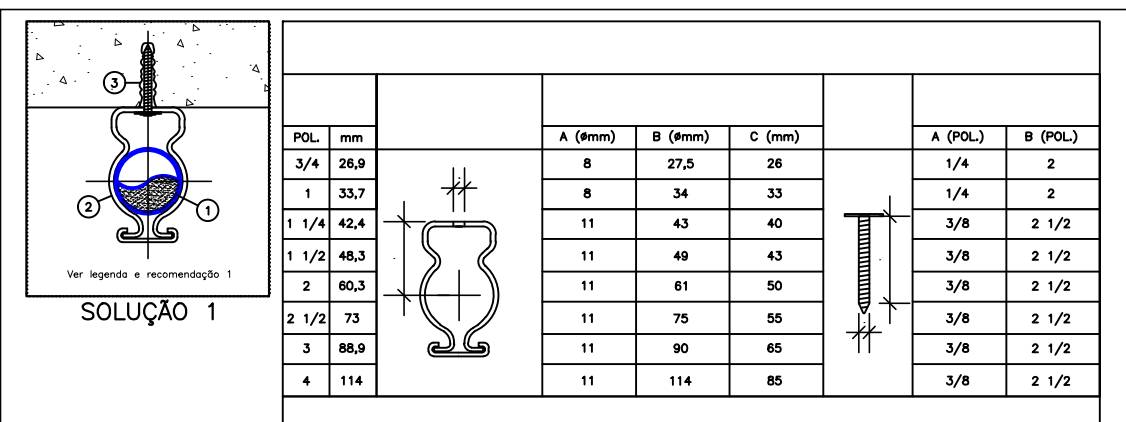 3
2
1
Ver legenda e recomendação 1
SOLUÇÃO 1
POL. mm A (ømm) B (ømm) C (mm) A (POL.) B (POL.)
3/4 26,9 8 27,5 26 1/4 2
1 33,7 8 34 33 1/4 2
1 1/4 42,4 11 43 40 3/8 2 1/2
1 1/2 48,3 11 49 43 3/8 2 1/2
2 60,3 11 61 50 3/8 2 1/2
2 1/2 73 11 75 55 3/8 2 1/2
3 88,9 11 90 65 3/8 2 1/2
4 114 11 114 85 3/8 2 1/2